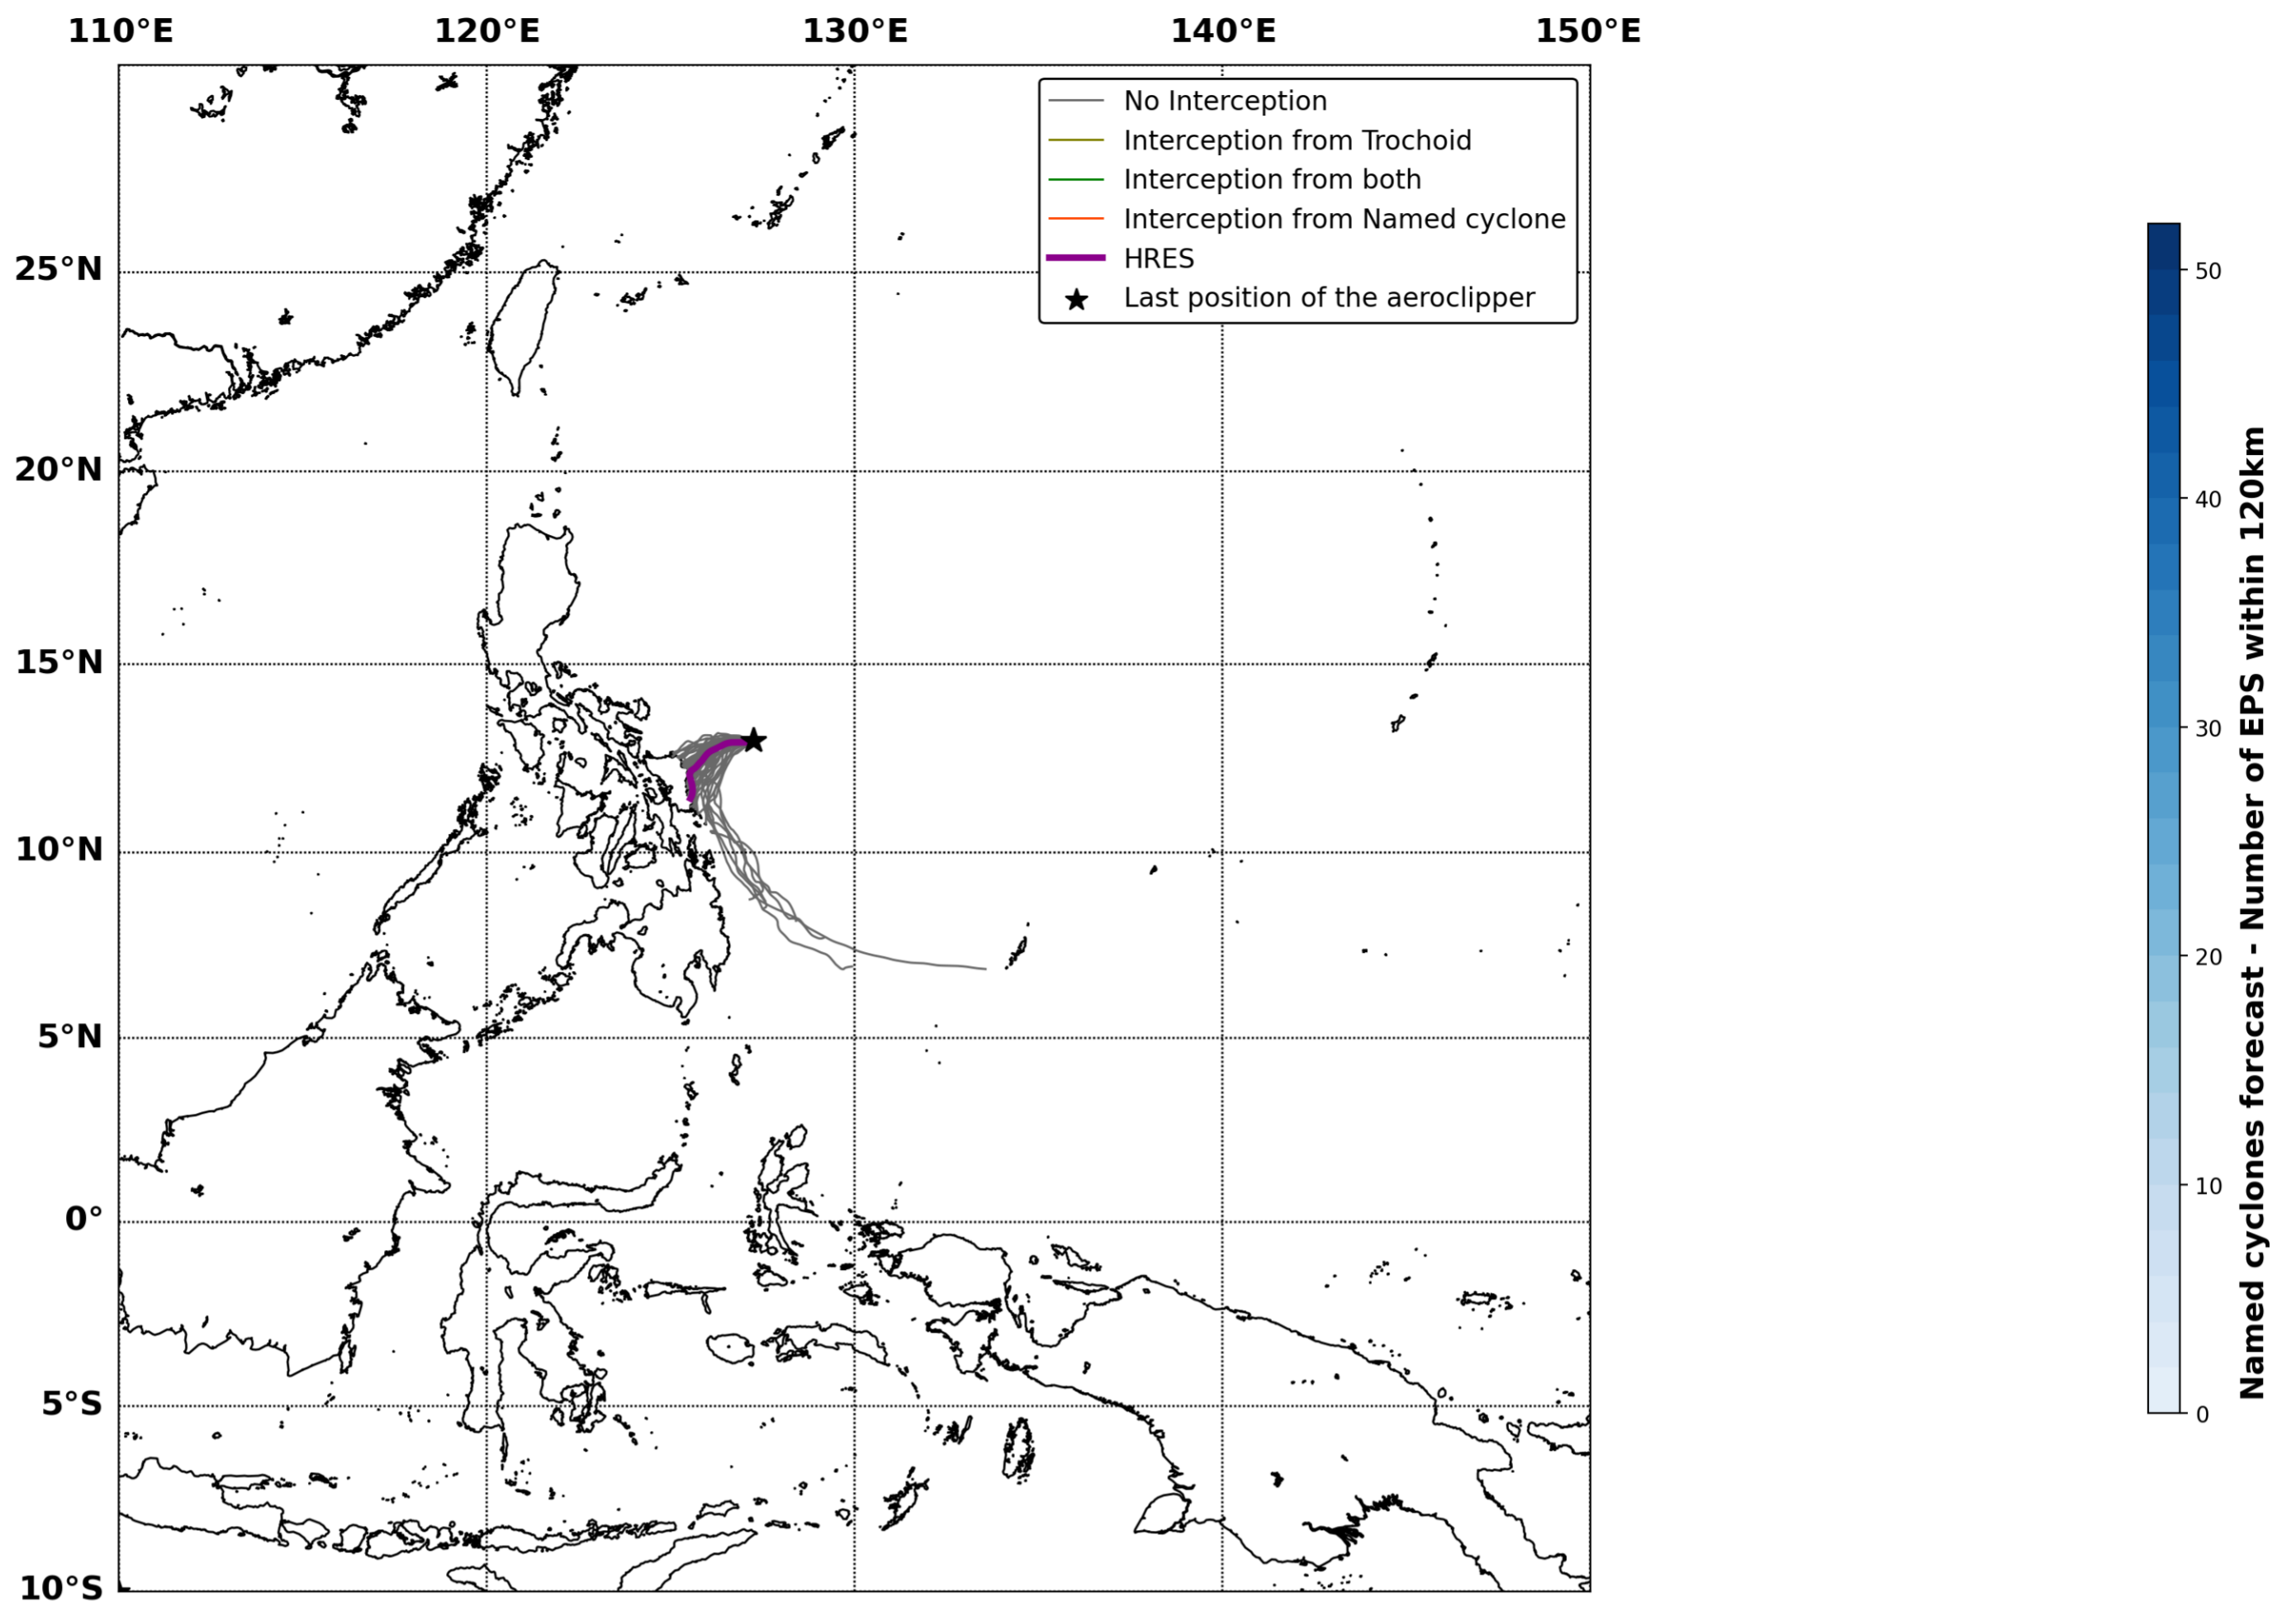 110°E 120°E 130°E 140°E 150°E
No Interception
Interception from Trochoid
Interception from both
Interception from Named cyclone
HRES
Last position of the aeroclipper
25°N
20°N
15°N
10°N
5°N
0°
5°S
10°S
50
40
30
20
10
0
Named cyclones forecast - Number of EPS within 120km